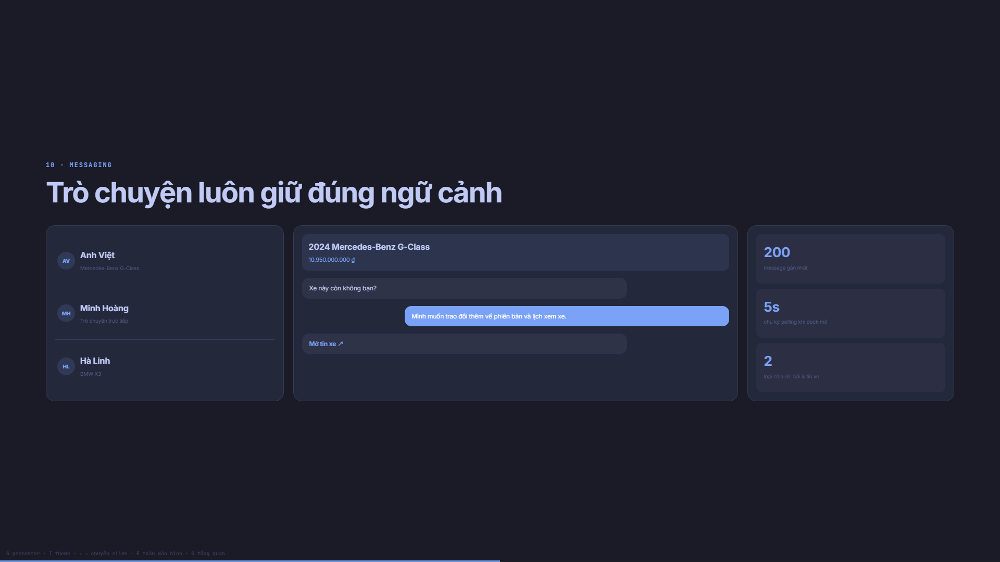 10 · MESSAGING
Trò chuyện luôn giữ đúng ngữ cảnh
AV
Anh Việt
Mercedes-Benz G-Class
MH
Minh Hoàng
Trò chuyện trực tiếp
HL
Hà Linh
BMW X3
2024 Mercedes-Benz G-Class
10.950.000.000 ₫
Xe này còn không bạn?
Mình muốn trao đổi thêm về phiên bản và lịch xem xe.
Mở tin xe ↗
200
message gần nhất
5s
chu kỳ polling khi dock mở
2
loại chia sẻ: bài & tin xe
S presenter · T theme · ← → chuyển slide · F toàn màn hình · O tổng quan